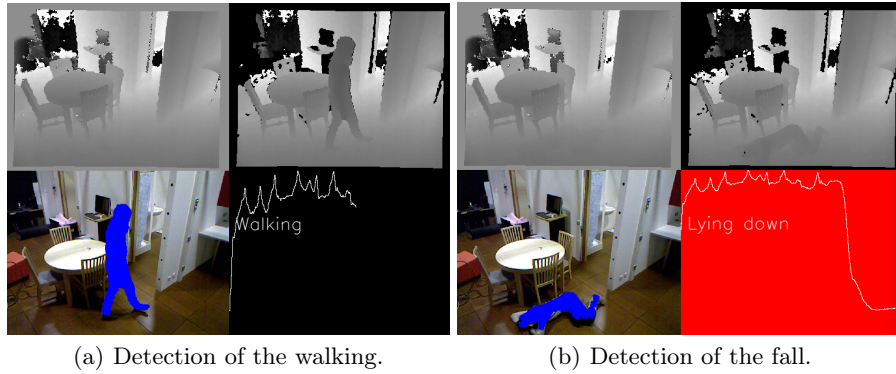 Walking
Lying down
(a) Detection of the walking.
(b) Detection of the fall.